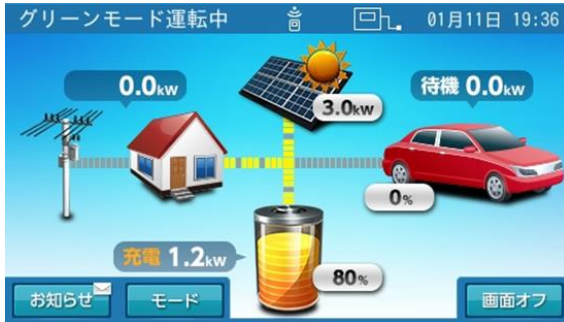 グリーンモード運転中 01月11日 19:36
0.0kw
3.0kw
待機 0.0kw
0%
充電 1.2kw
80%
お知らせ
モード
画面オフ